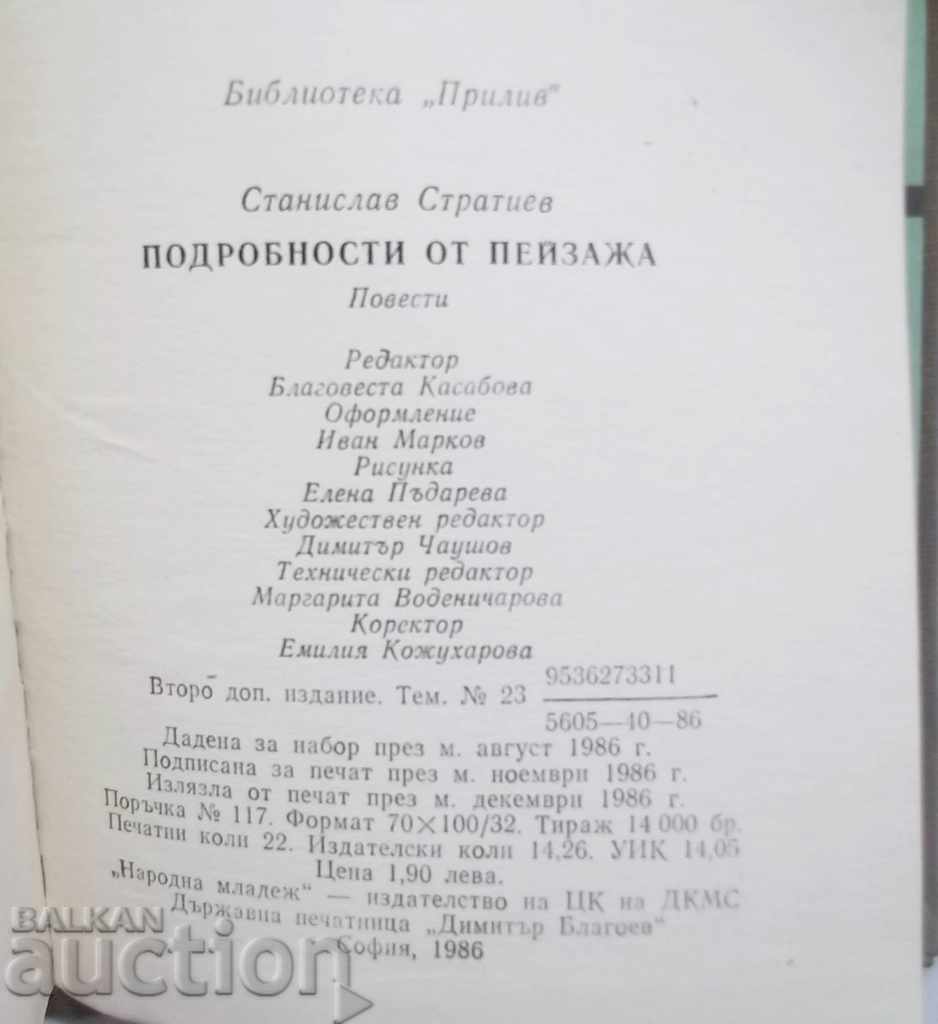 Библиотека „Прилив“
Станислав Стратиев
ПОДРОБНОСТИ ОТ ПЕЙЗАЖА
Повести
Редактор
Благовеста Касабова
Оформление
Иван Марков
Рисунка
Елена Пъдарева
Художествен редактор
Димитър Чаушов
Технически редактор
Маргарита Воденичарова
Коректор
Емилия Кожухарова
Второ доп. издание. Тем. № 23 9536273311
5605—10—86
Дадена за набор през м. август 1986 г.
Подписана за печат през м. ноември 1986 г.
Излязла от печат през м. декември 1986 г.
Поръчка № 117. Формат 70×100/32. Тираж 14 000 бр.
Печатни коли 22. Издателски коли 14,26. УИК 14,05
Цена 1,90 лева.
„Народна младеж“ — издателство на ЦК на ДКМС
Държавна печатница „Димитър Благоев“
София, 1986
BALKAN
auction